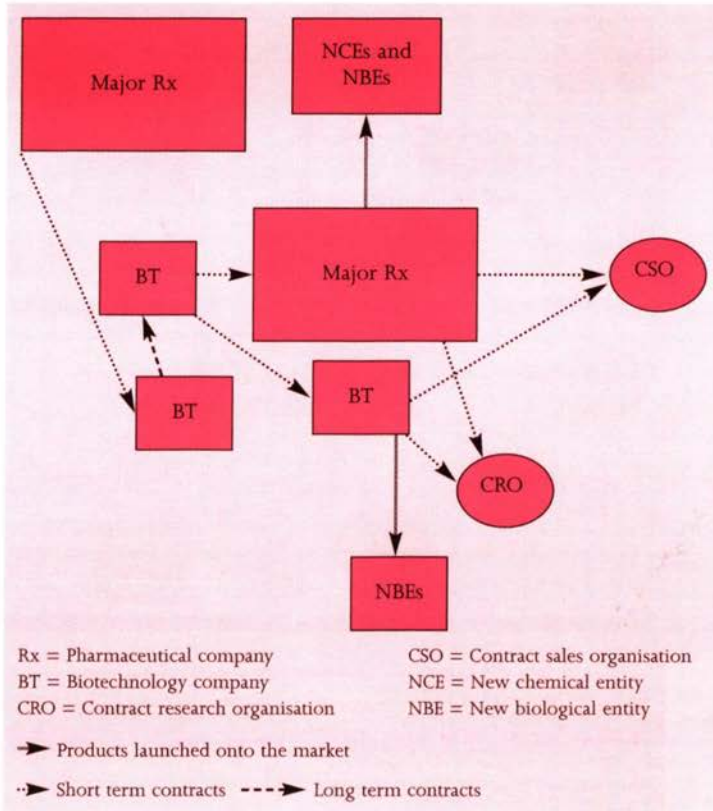 Major Rx
NCEs and
NBEs
BT
Major Rx
CSO
BT
BT
CRO
NBEs
Rx = Pharmaceutical company
BT = Biotechnology company
CRO = Contract research organisation
CSO = Contract sales organisation
NCE = New chemical entity
NBE = New biological entity
Products launched onto the market
Short term contracts
Long term contracts